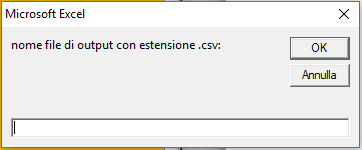 Microsoft Excel
nome file di output con estensione .csv:
OK
Annulla